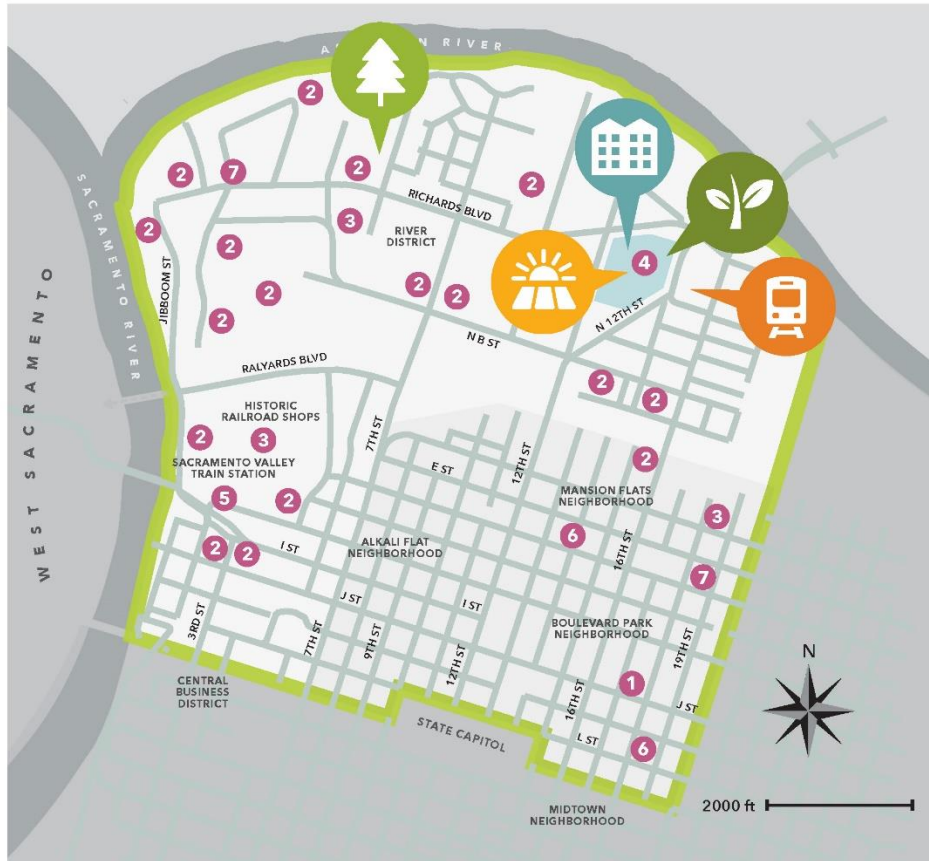 RIVER
2
2
7
2
2
RICHARDS BLVD
3
RIVER
DISTRICT
2
4
2
2
2
2
2
SACRAMENTO RIVER
JIBBOOM ST
N 12TH ST
N B ST
WEST SACRAMENTO
RALYARDS BLVD
2
2
HISTORIC
RAILROAD SHOPS
2
3
7TH ST
12TH ST
SACRAMENTO VALLEY
TRAIN STATION
E ST
2
MANSION FLATS
NEIGHBORHOOD
5
2
3
6
16TH ST
I ST
ALKALI FLAT
NEIGHBORHOOD
2
2
7
J ST
I ST
BOULEVARD PARK
NEIGHBORHOOD
3RD ST
7TH ST
9TH ST
12TH ST
19TH ST
N
CENTRAL
BUSINESS
DISTRICT
16TH ST
1
J ST
STATE CAPITOL
L ST
6
2000 ft
MIDTOWN
NEIGHBORHOOD